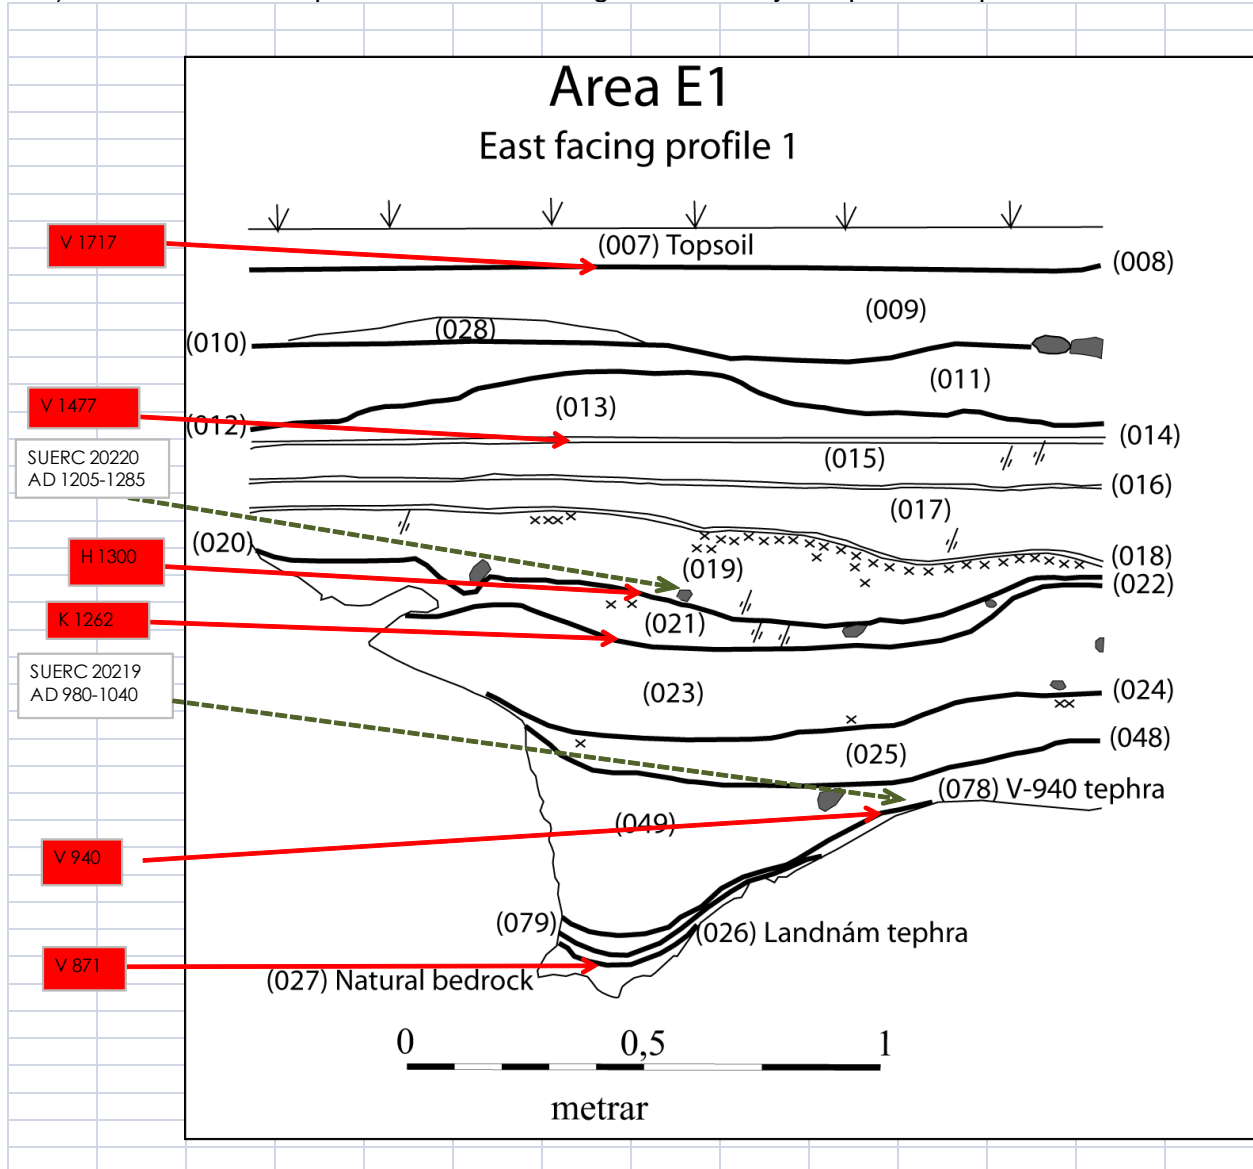 Area E1
East facing profile 1
V 1717
(007) Topsoil
(008)
(009)
(028)
(010)
(011)
V 1477
(013)
(012)
(014)
SUERC 20220
AD 1205-1285
(015)
(016)
(017)
(020)
H 1300
(019)
(018)
(022)
K 1262
(021)
SUERC 20219
AD 980-1040
(023)
(024)
(025)
(048)
(078) V-940 tephra
(049)
V 940
(079)
(026) Landnám tephra
V 871
(027) Natural bedrock
0 0,5 1
metrar